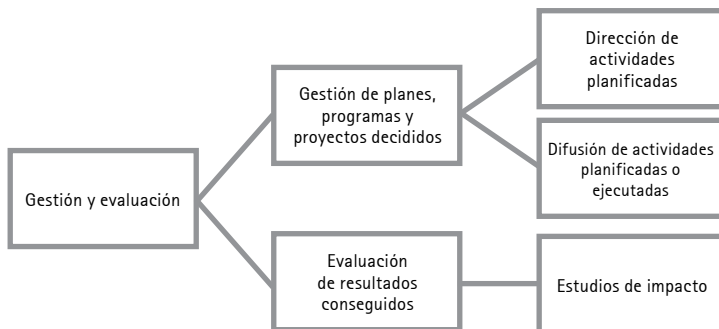 Gestión y evaluación
Gestión de planes,
programas y
proyectos decididos
Dirección de
actividades
planificadas
Difusión de actividades
planificadas o
ejecutadas
Evaluación
de resultados
conseguidos
Estudios de impacto